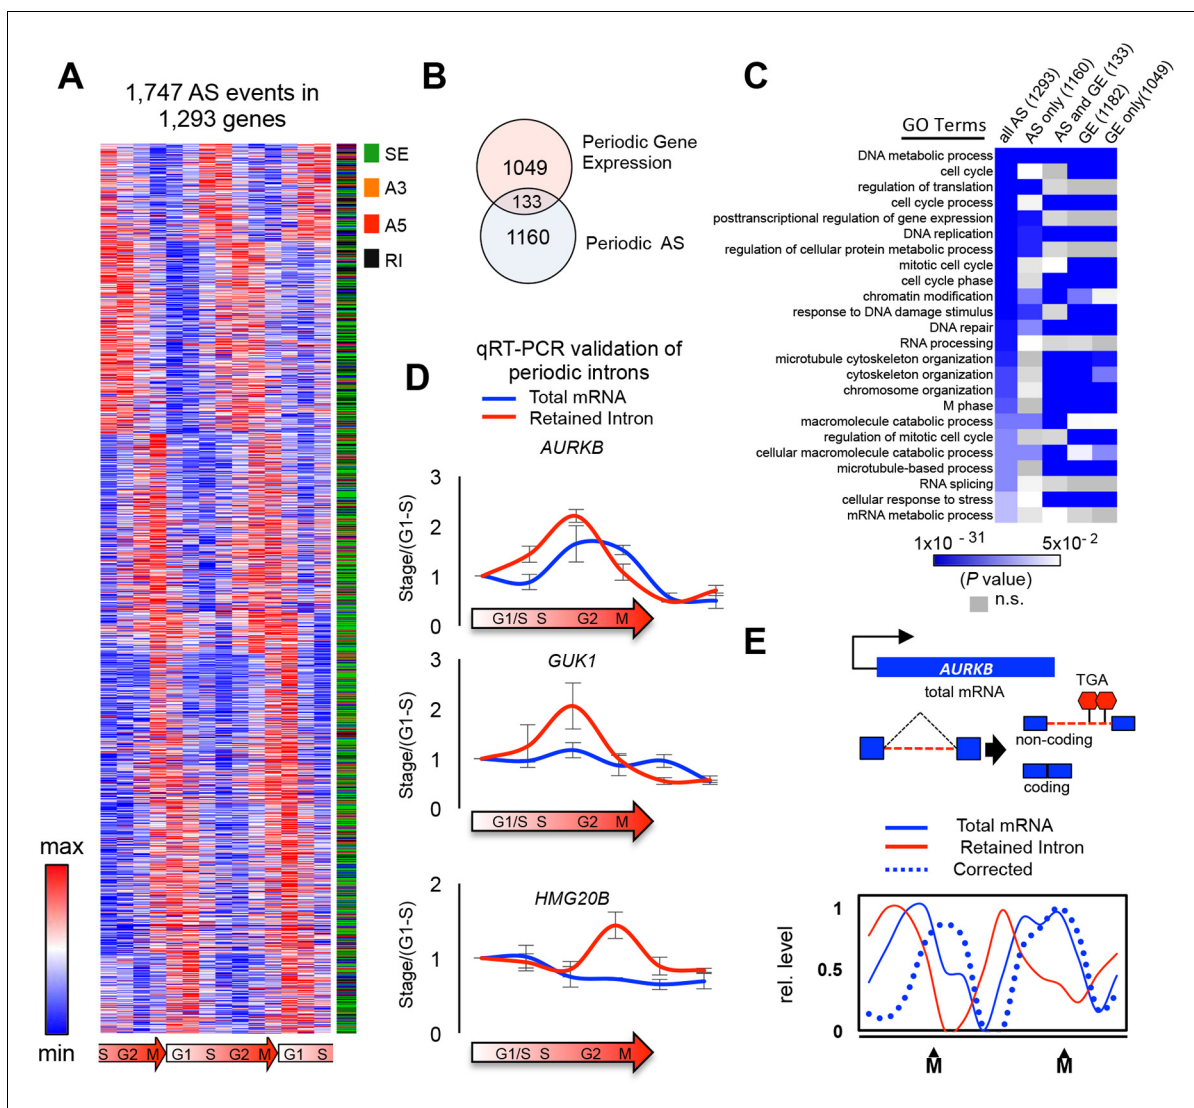 A
1,747 AS events in
1,293 genes
SE
A3
A5
RI
max
min
S G2 M G1 S G2 M G1 S
B
1049
133
1160
Periodic Gene
Expression
Periodic AS
C
GO Terms
all AS (1293)
AS only (1160)
AS and GE (133)
GE (1182)
GE only(1049)
DNA metabolic process
cell cycle
regulation of translation
cell cycle process
posttranscriptional regulation of gene expression
DNA replication
regulation of cellular protein metabolic process
mitotic cell cycle
cell cycle phase
chromatin modification
response to DNA damage stimulus
DNA repair
RNA processing
microtubule cytoskeleton organization
cytoskeleton organization
chromosome organization
M phase
macromolecule catabolic process
regulation of mitotic cell cycle
cellular macromolecule catabolic process
microtubule-based process
RNA splicing
cellular response to stress
mRNA metabolic process
1x10 - 31
5x10 - 2
(P value)
n.s.
D
qRT-PCR validation of
periodic introns
Total mRNA
Retained Intron
AURKB
3
2
1
0
Stage/(G1-S)
G1/S S G2 M
GUK1
3
2
1
0
Stage/(G1-S)
G1/S S G2 M
HMG20B
2
1
0
Stage/(G1-S)
G1/S S G2 M
E
AURKB
total mRNA
TGA
non-coding
coding
Total mRNA
Retained Intron
Corrected
1
0.5
0
rel. level
M M